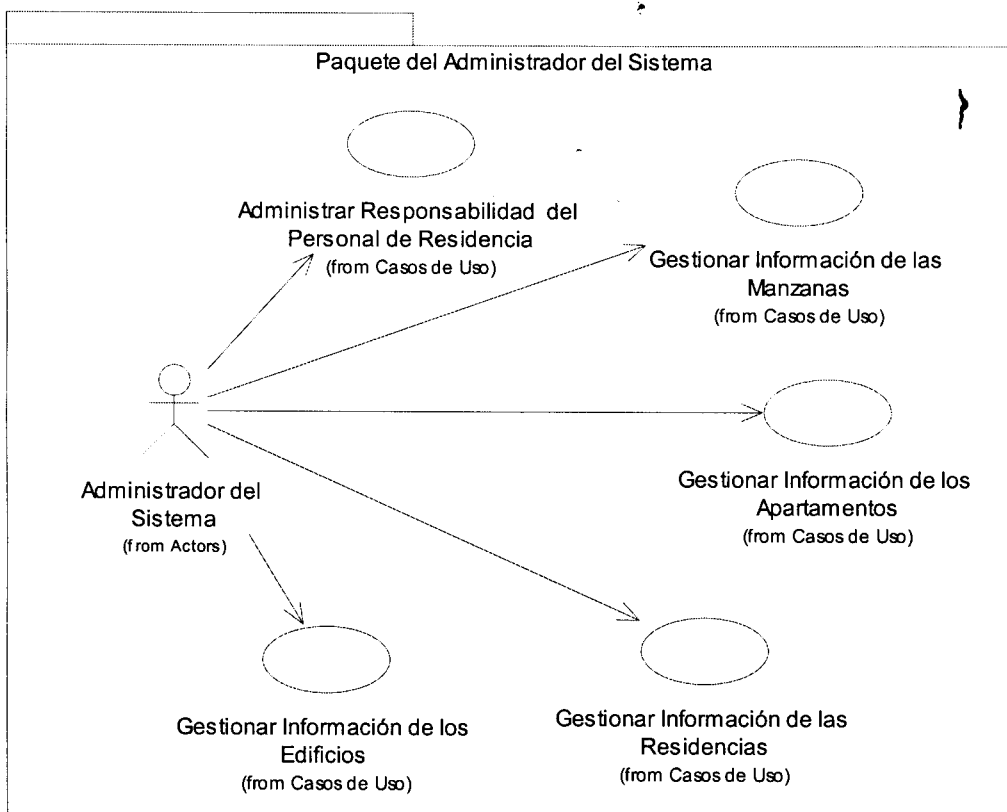 Paquete del Administrador del Sistema
Administrar Responsabilidad del
Personal de Residencia
(from Casos de Uso)
Gestionar Información de las
Manzanas
(from Casos de Uso)
Gestionar Información de los
Apartamentos
(from Casos de Uso)
Administrador del
Sistema
(from Actors)
Gestionar Información de los
Edificios
(from Casos de Uso)
Gestionar Información de las
Residencias
(from Casos de Uso)